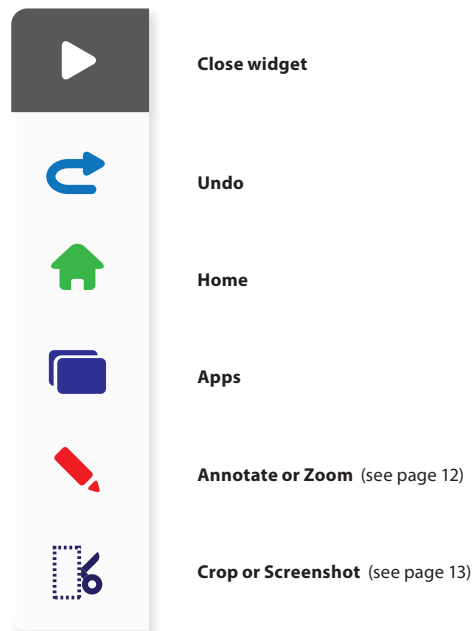 Close widget
Undo
Home
Apps
Annotate or Zoom (see page 12)
Crop or Screenshot (see page 13)